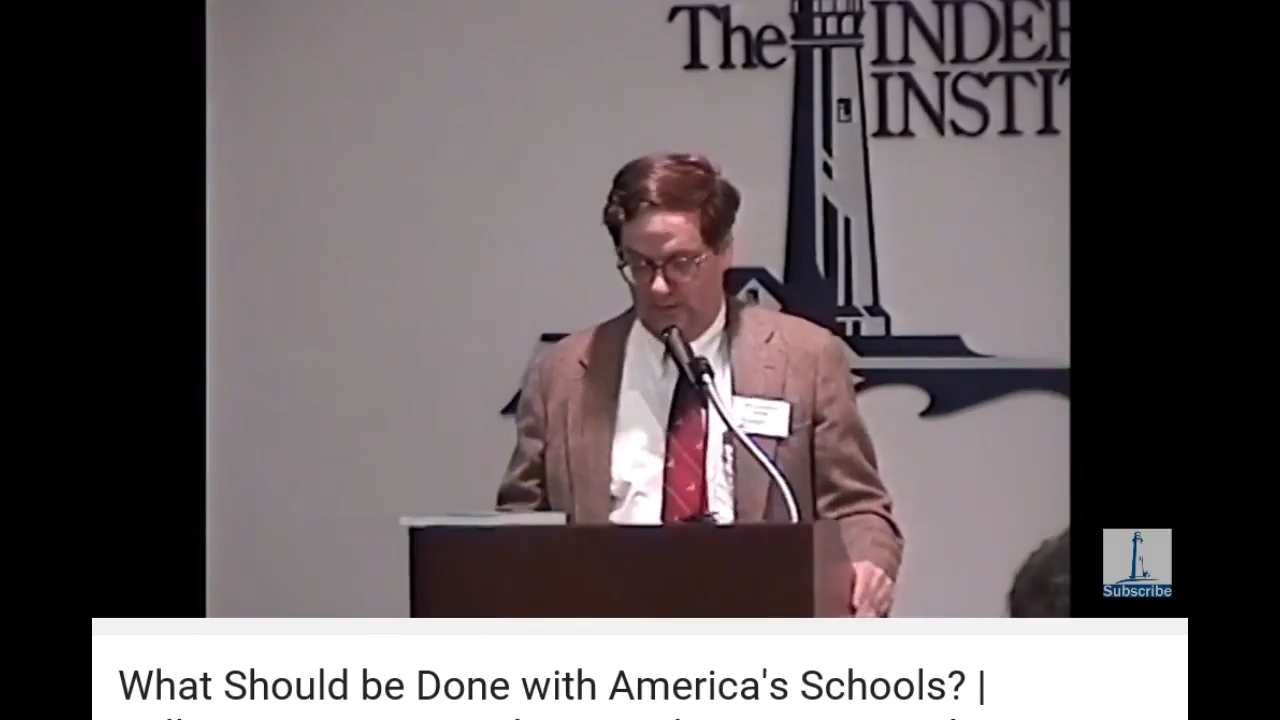 The INDEP
INSTIT
Subscribe
What Should be Done with America's Schools? |